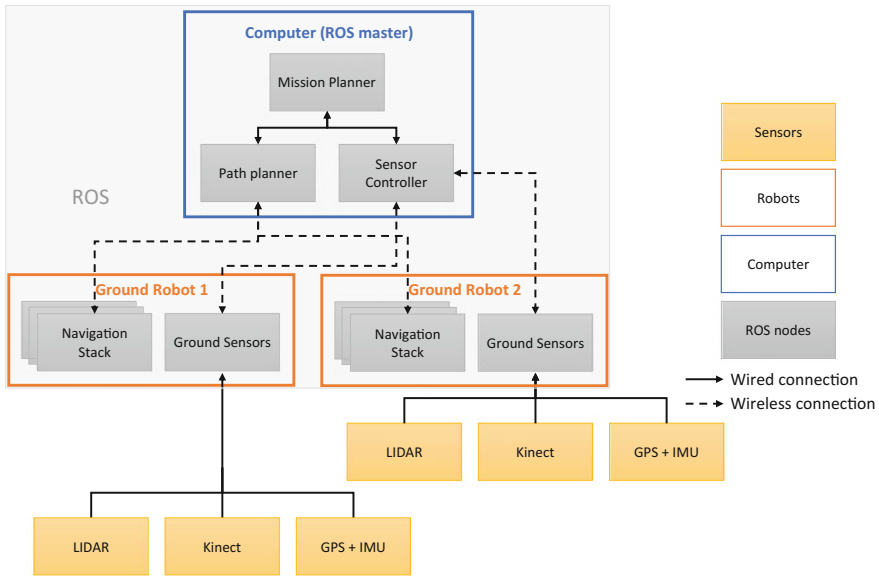 Computer (ROS master)
Mission Planner
Path planner
Sensor
Controller
ROS
Ground Robot 1
Navigation
Stack
Ground Sensors
Ground Robot 2
Navigation
Stack
Ground Sensors
LIDAR
Kinect
GPS + IMU
LIDAR
Kinect
GPS + IMU
Sensors
Robots
Computer
ROS nodes
Wired connection
Wireless connection